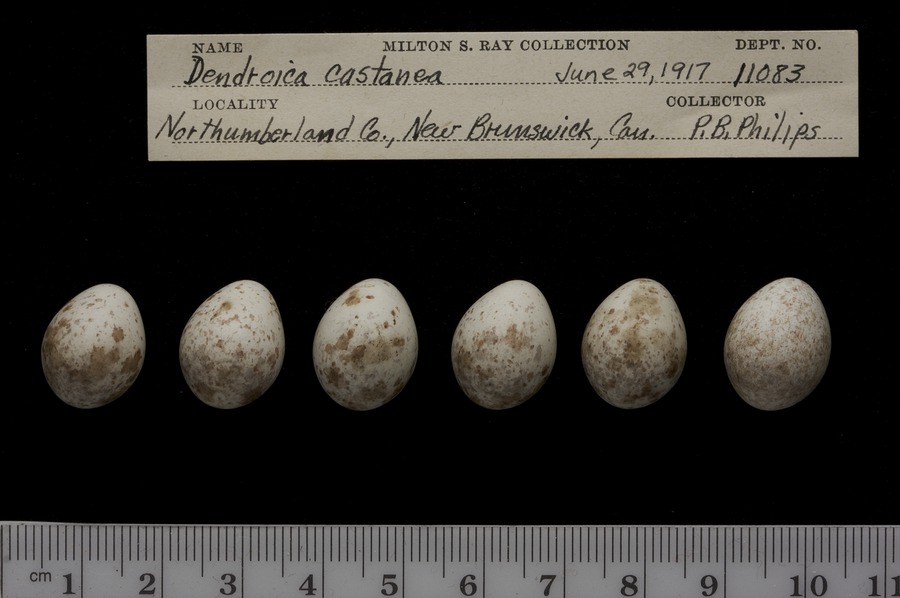 NAME MILTON S. RAY COLLECTION DEPT. NO.
Dendroica castanea June 29, 1917 11083
LOCALITY COLLECTOR
Northumberland Co., New Brunswick, Can. P. B. Philips
cm 1 2 3 4 5 6 7 8 9 10 11